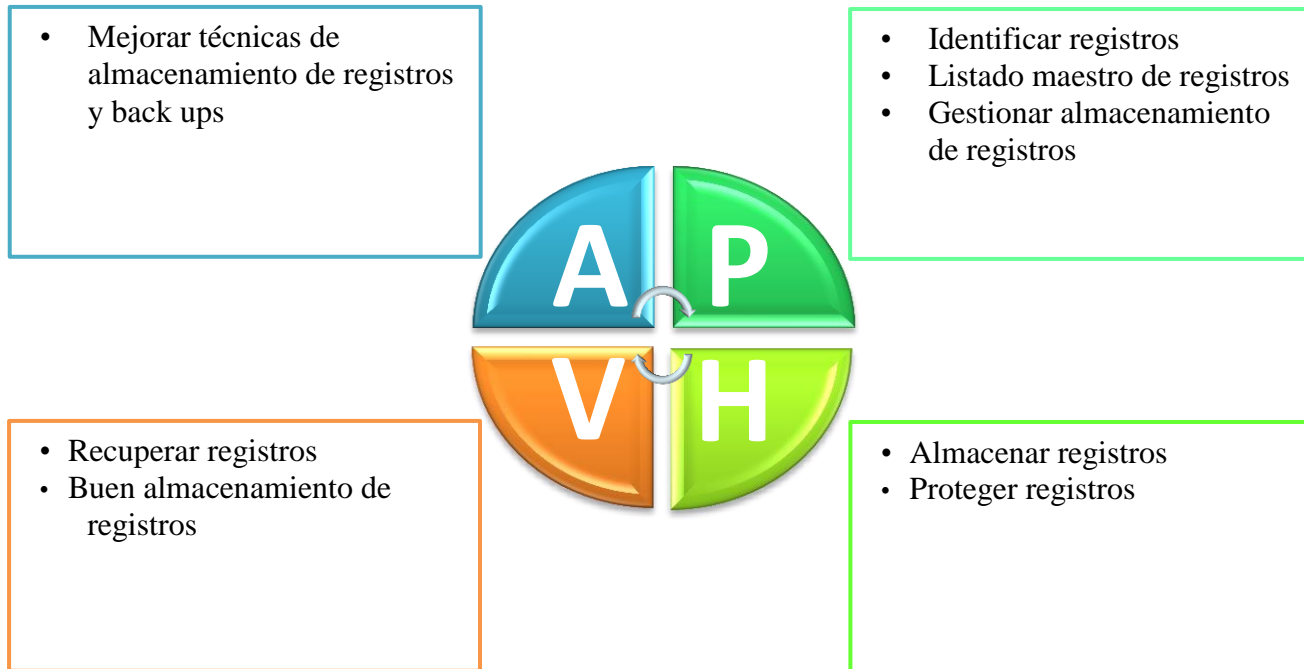 • Mejorar técnicas de
almacenamiento de registros
y back ups
• Identificar registros
• Listado maestro de registros
• Gestionar almacenamiento
de registros
A P
V H
• Recuperar registros
• Buen almacenamiento de
registros
• Almacenar registros
• Proteger registros